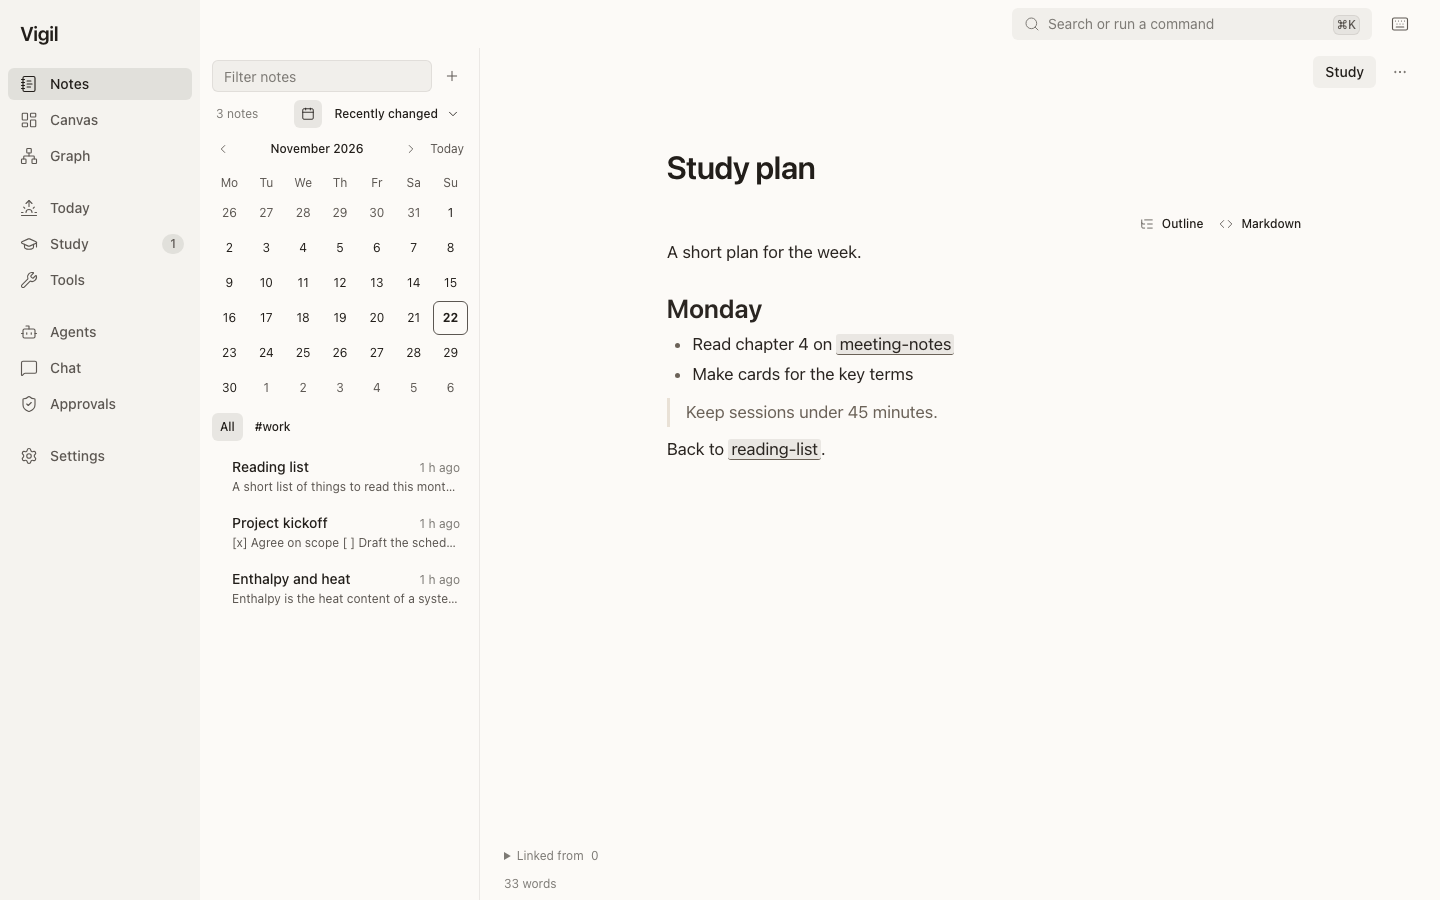 Vigil
Search or run a command
⌘K
Notes
Canvas
Graph
Today
Study 1
Tools
Agents
Chat
Approvals
Settings
Filter notes
3 notes Recently changed
November 2026 Today
Mo Tu We Th Fr Sa Su
26 27 28 29 30 31 1
2 3 4 5 6 7 8
9 10 11 12 13 14 15
16 17 18 19 20 21 22
23 24 25 26 27 28 29
30 1 2 3 4 5 6
All #work
Reading list 1 h ago
A short list of things to read this mont…
Project kickoff 1 h ago
[x] Agree on scope [ ] Draft the sched…
Enthalpy and heat 1 h ago
Enthalpy is the heat content of a syste…
Study
Study plan
Outline Markdown
A short plan for the week.
Monday
• Read chapter 4 on meeting-notes
• Make cards for the key terms
Keep sessions under 45 minutes.
Back to reading-list.
Linked from 0
33 words